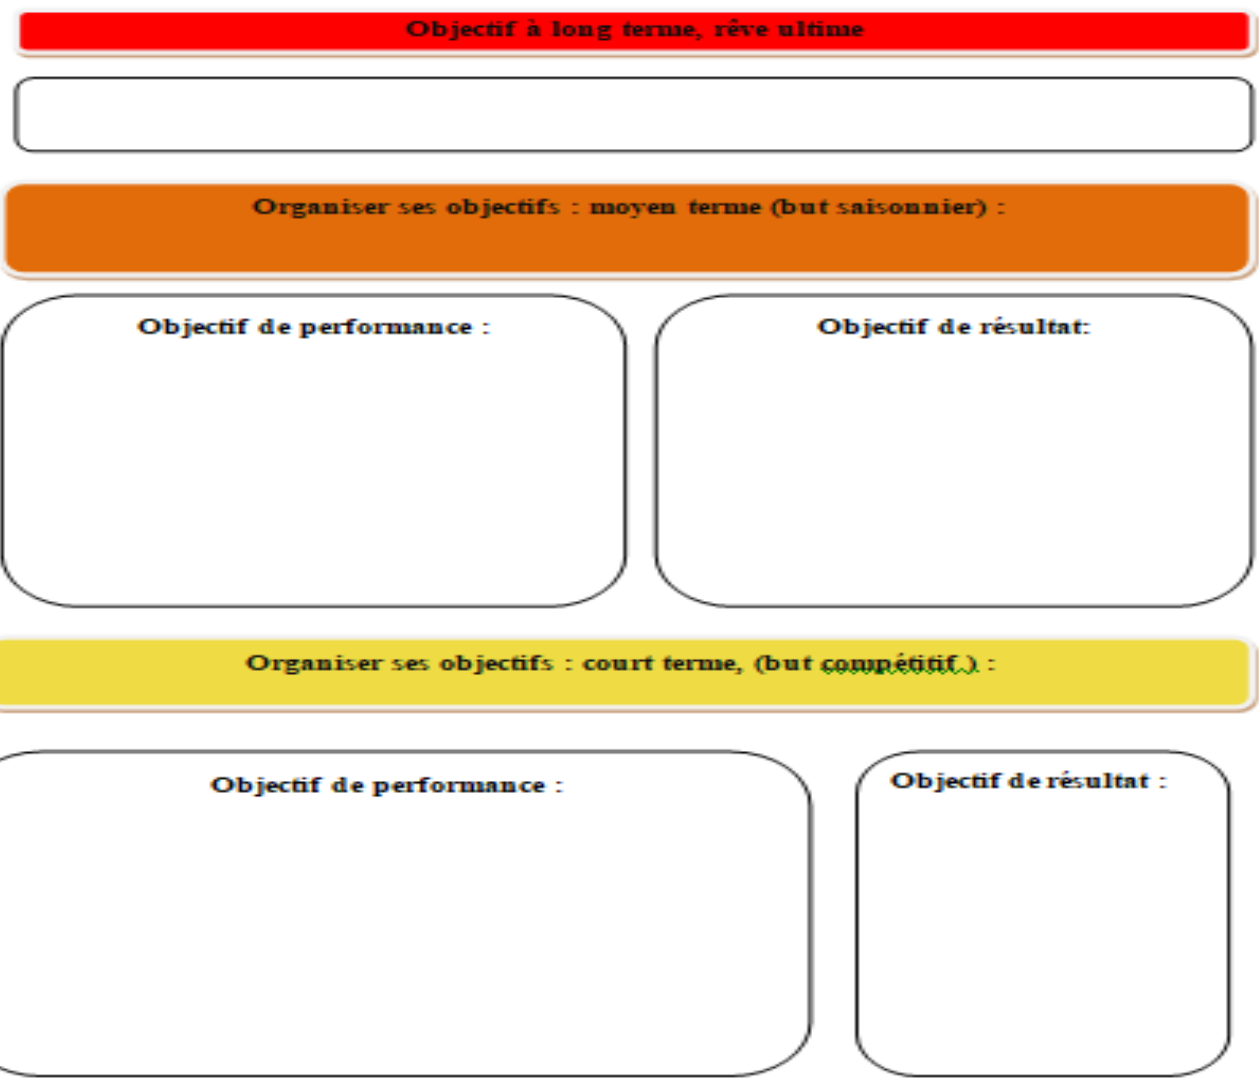 Objectif à long terme, rêve ultime
Organiser ses objectifs : moyen terme (but saisonnier) :
Objectif de performance :
Objectif de résultat:
Organiser ses objectifs : court terme, (but compétitif ) :
Objectif de performance :
Objectif de résultat :